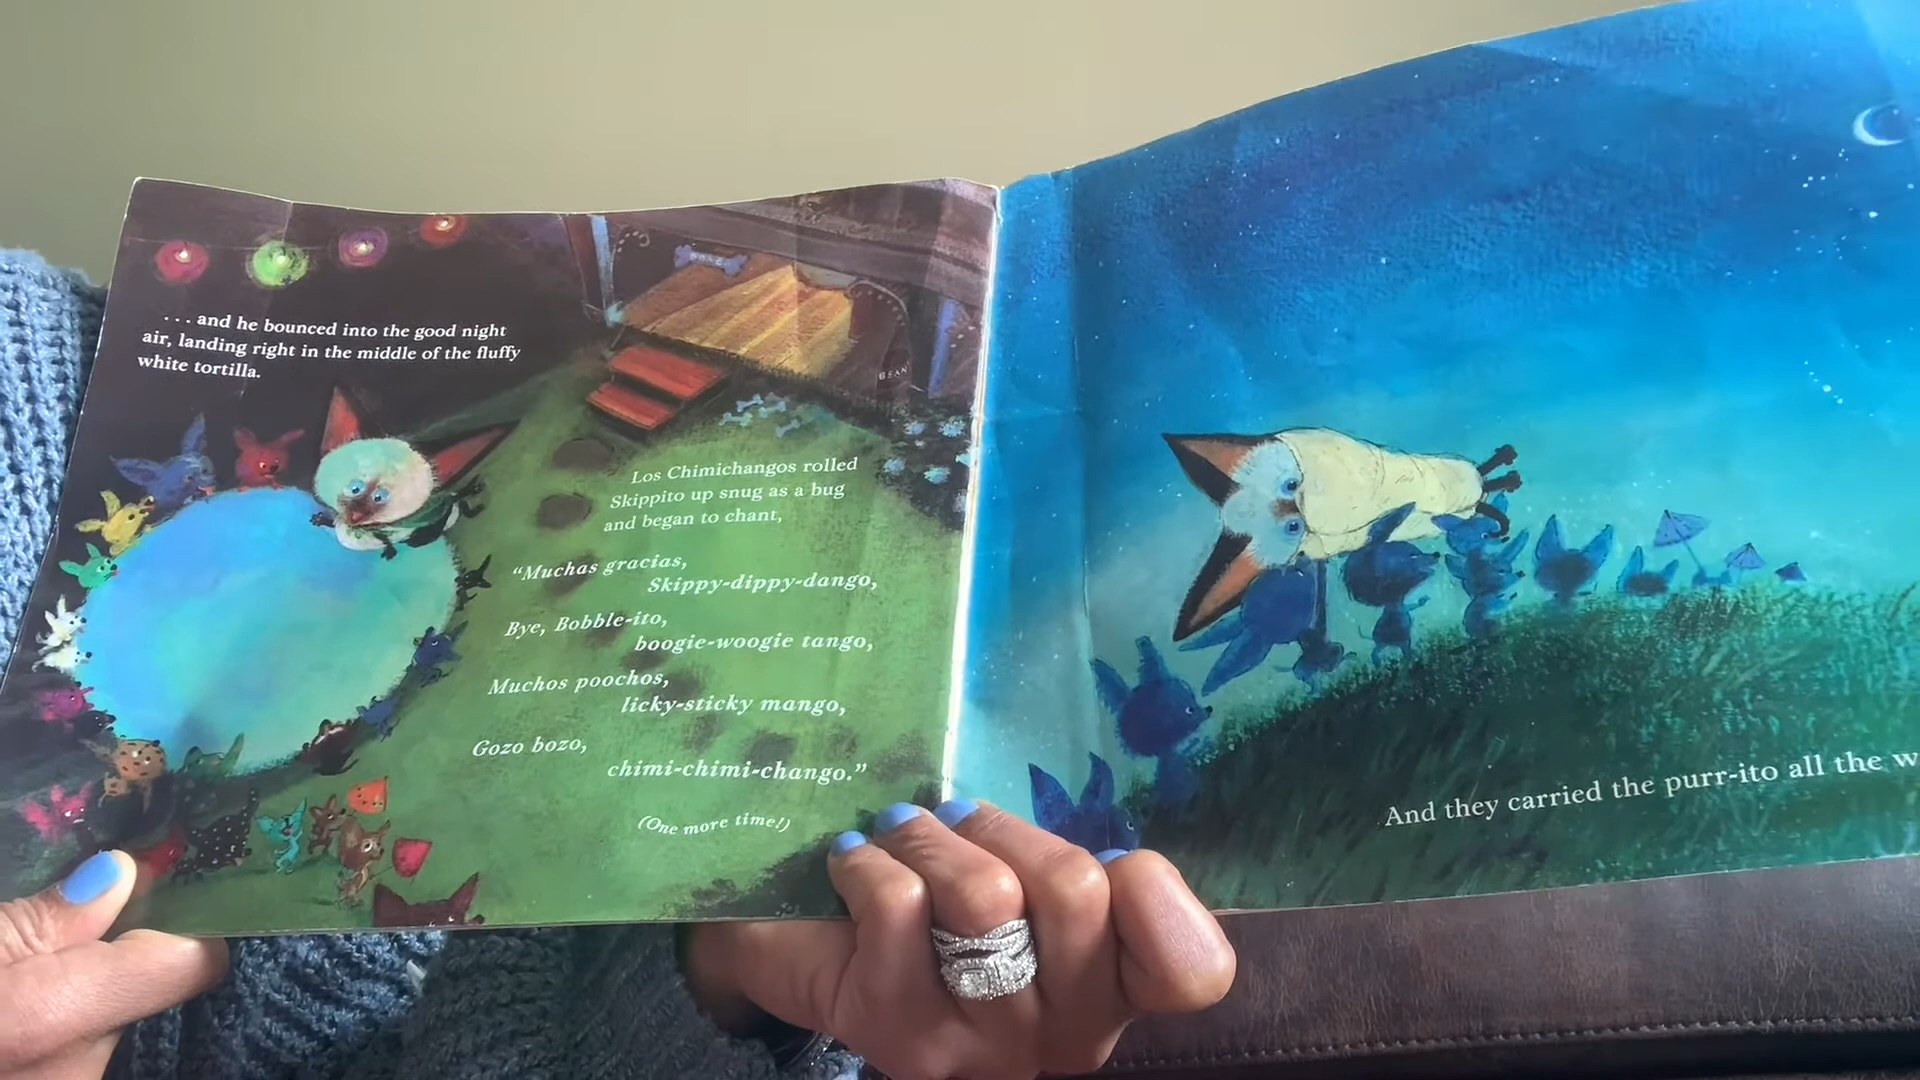 . . . and he bounced into the good night
air, landing right in the middle of the fluffy
white tortilla.
BEAN
Los Chimichangos rolled
Skippito up snug as a bug
and began to chant,
“Muchas gracias,
Skippy-dippy-dango,
Bye, Bobble-ito,
boogie-woogie tango,
Muchos poochos,
licky-sticky mango,
Gozo bozo,
chimi-chimi-chango.”
(One more time!)
And they carried the purr-ito all the w